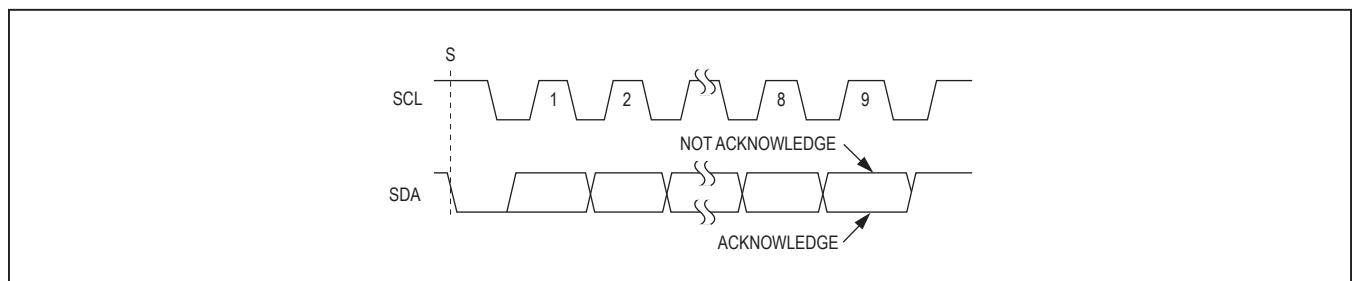 S
SCL 1 2 8 9
NOT ACKNOWLEDGE
SDA
ACKNOWLEDGE